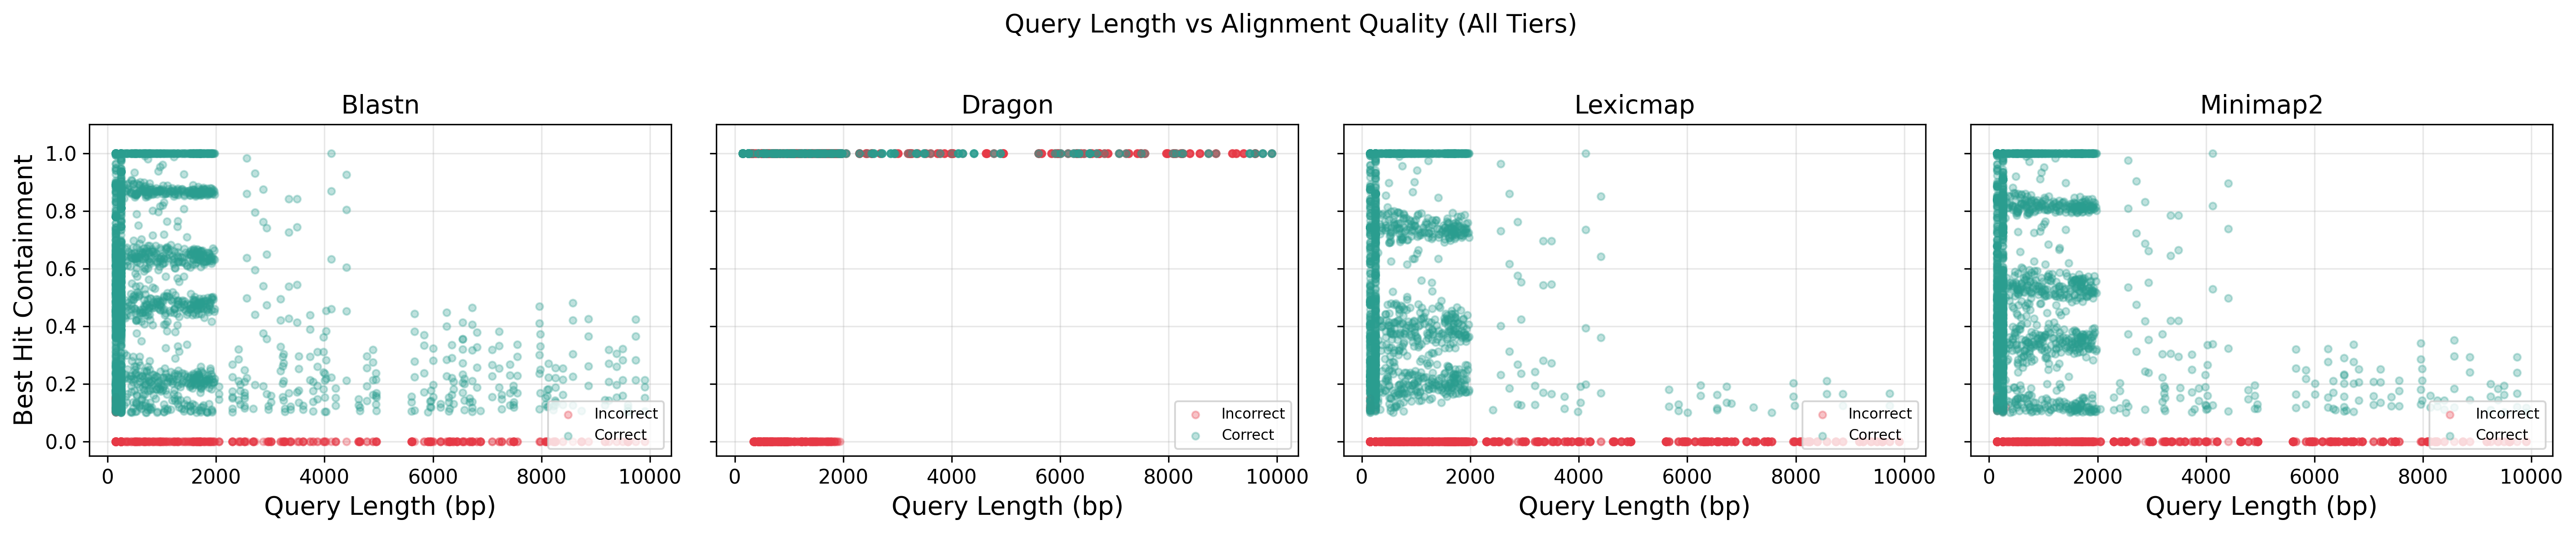 Query Length vs Alignment Quality (All Tiers)
Blastn
Dragon
Lexicmap
Minimap2
Best Hit Containment
1.0
0.8
0.6
0.4
0.2
0.0
Incorrect
Correct
Incorrect
Correct
Incorrect
Correct
Incorrect
Correct
0 2000 4000 6000 8000 10000
0 2000 4000 6000 8000 10000
0 2000 4000 6000 8000 10000
0 2000 4000 6000 8000 10000
Query Length (bp)
Query Length (bp)
Query Length (bp)
Query Length (bp)